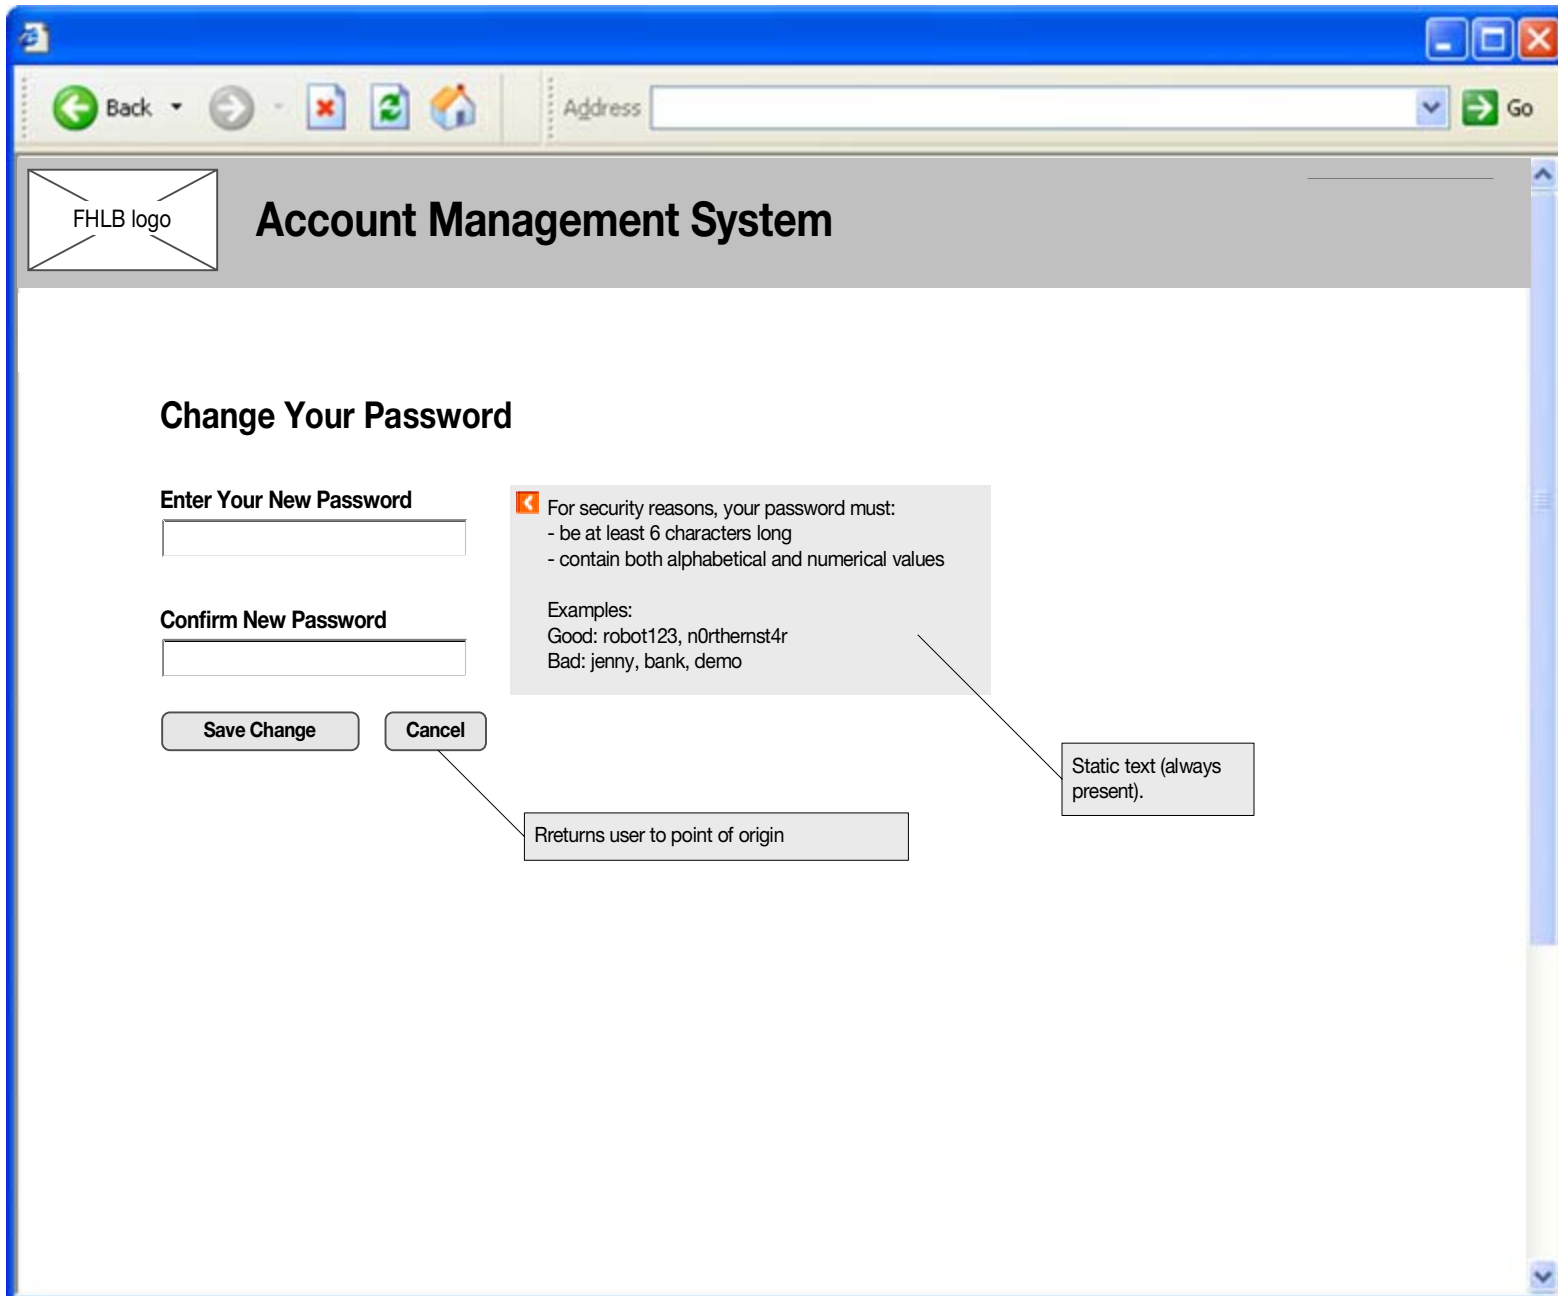 Back
Address
Go
FHLB logo
Account Management System
Change Your Password
Enter Your New Password
For security reasons, your password must:
- be at least 6 characters long
- contain both alphabetical and numerical values
Examples:
Good: robot123, n0rthernst4r
Bad: jenny, bank, demo
Confirm New Password
Save Change
Cancel
Static text (always
present).
Rreturns user to point of origin